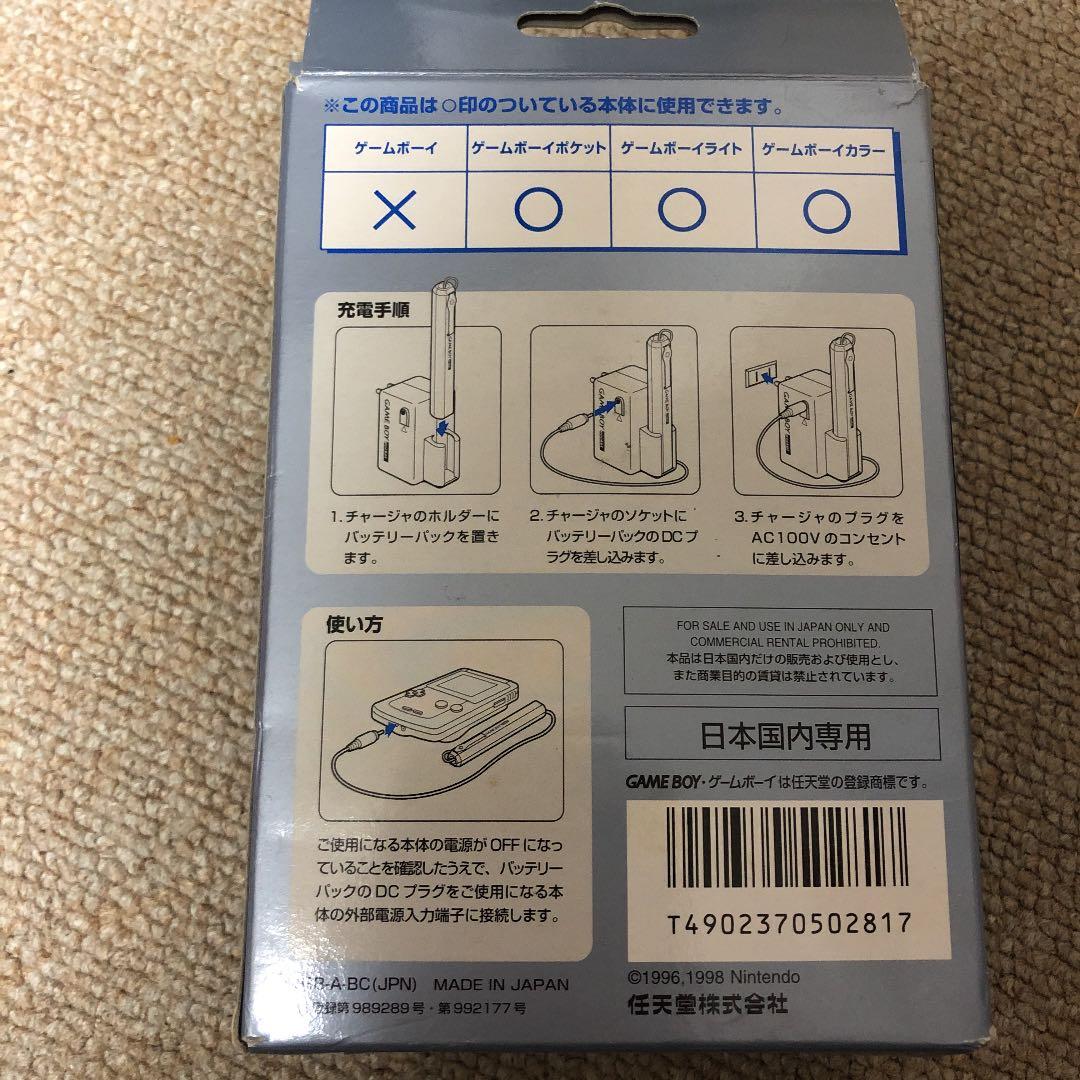 ※この商品は○印のついている本体に使用できます。
ゲームボーイ ゲームボーイポケット ゲームボーイライト ゲームボーイカラー
× ○ ○ ○
充電手順
GAME BOY
GAME BOY
GAME BOY
1.チャージャのホルダーに
バッテリーパックを置き
ます。
2.チャージャのソケットに
バッテリーパックのDCプ
ラグを差し込みます。
3.チャージャのプラグを
AC100Vのコンセント
に差し込みます。
使い方
ご使用になる本体の電源がOFFになっ
ていることを確認したうえで、バッテリー
パックのDCプラグをご使用になる本
体の外部電源入力端子に接続します。
FOR SALE AND USE IN JAPAN ONLY AND
COMMERCIAL RENTAL PROHIBITED.
本品は日本国内だけの販売および使用とし、
また商業目的の賃貸は禁止されています。
日本国内専用
GAME BOY・ゲームボーイは任天堂の登録商標です。
T4902370502817
-A-BC(JPN) MADE IN JAPAN
登録第989289号・第992177号
©1996,1998 Nintendo
任天堂株式会社